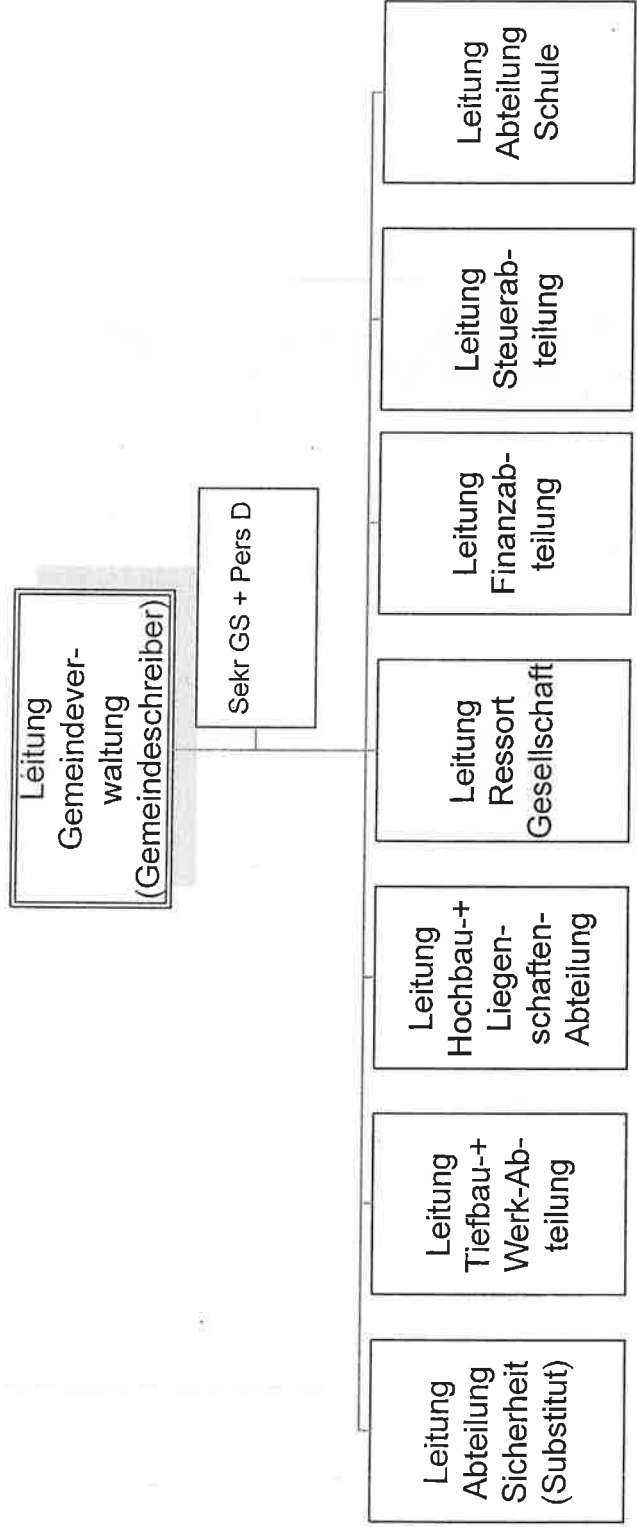 Leitung
Gemeindever-
waltung
(Gemeindeschreiber)
Sekr GS + Pers D
Leitung
Abteilung
Sicherheit
(Substitut)
Leitung
Tiefbau-+
Werk-Ab-
teilung
Leitung
Hochbau-+
Liegen-
schaften-
Abteilung
Leitung
Ressort
Gesellschaft
Leitung
Finanzab-
teilung
Leitung
Steuerab-
teilung
Leitung
Abteilung
Schule